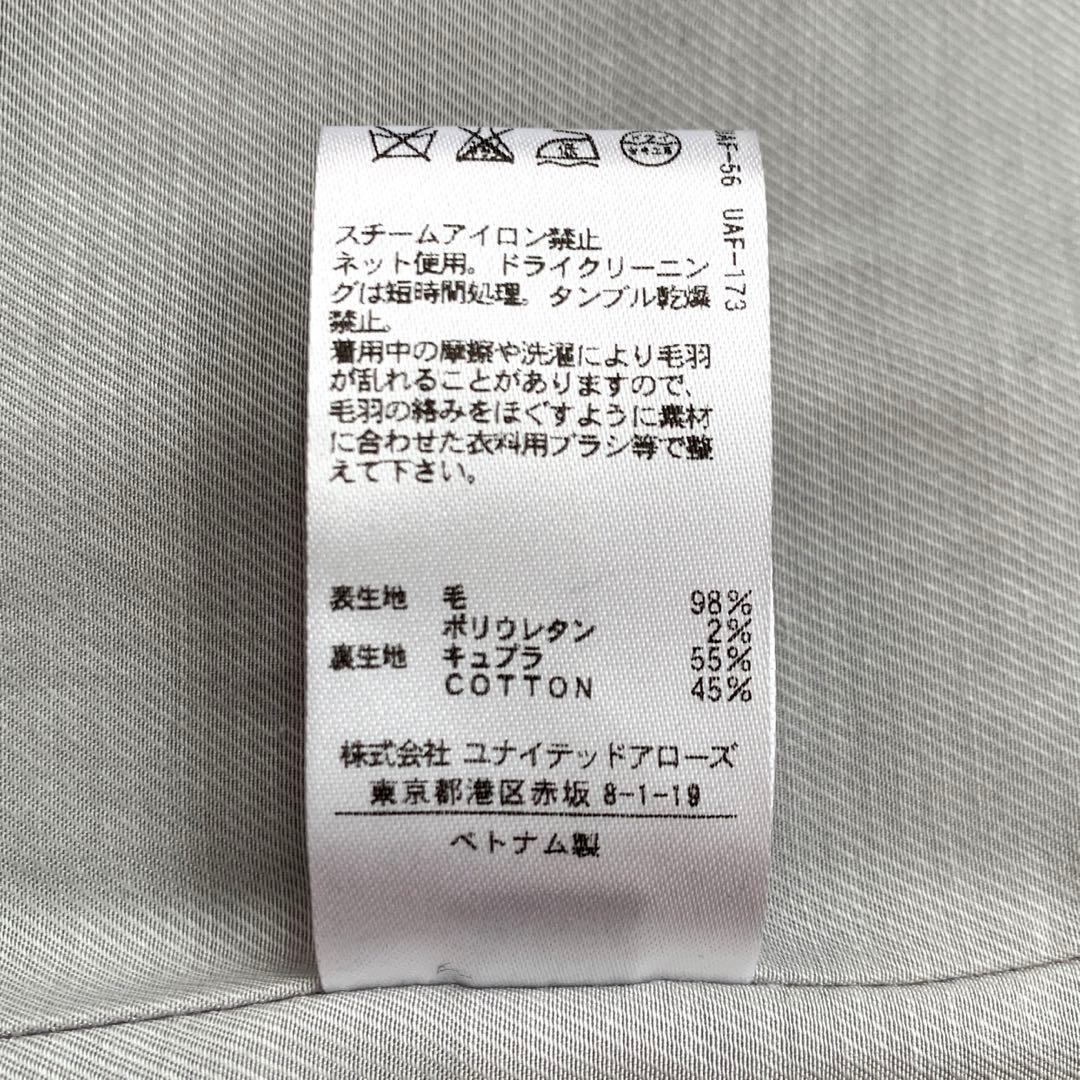 低
ドライ
UAF-56 UAF-173
スチームアイロン禁止
ネット使用。ドライクリーニン
グは短時間処理。タンブル乾燥
禁止。
着用中の摩擦や洗濯により毛羽
が乱れることがありますので、
毛羽の絡みをほぐすように素材
に合わせた衣料用ブラシ等で整
えて下さい。
表生地 毛 98%
ポリウレタン 2%
裏生地 キュプラ 55%
COTTON 45%
株式会社 ユナイテッドアローズ
東京都港区赤坂 8-1-19
ベトナム製